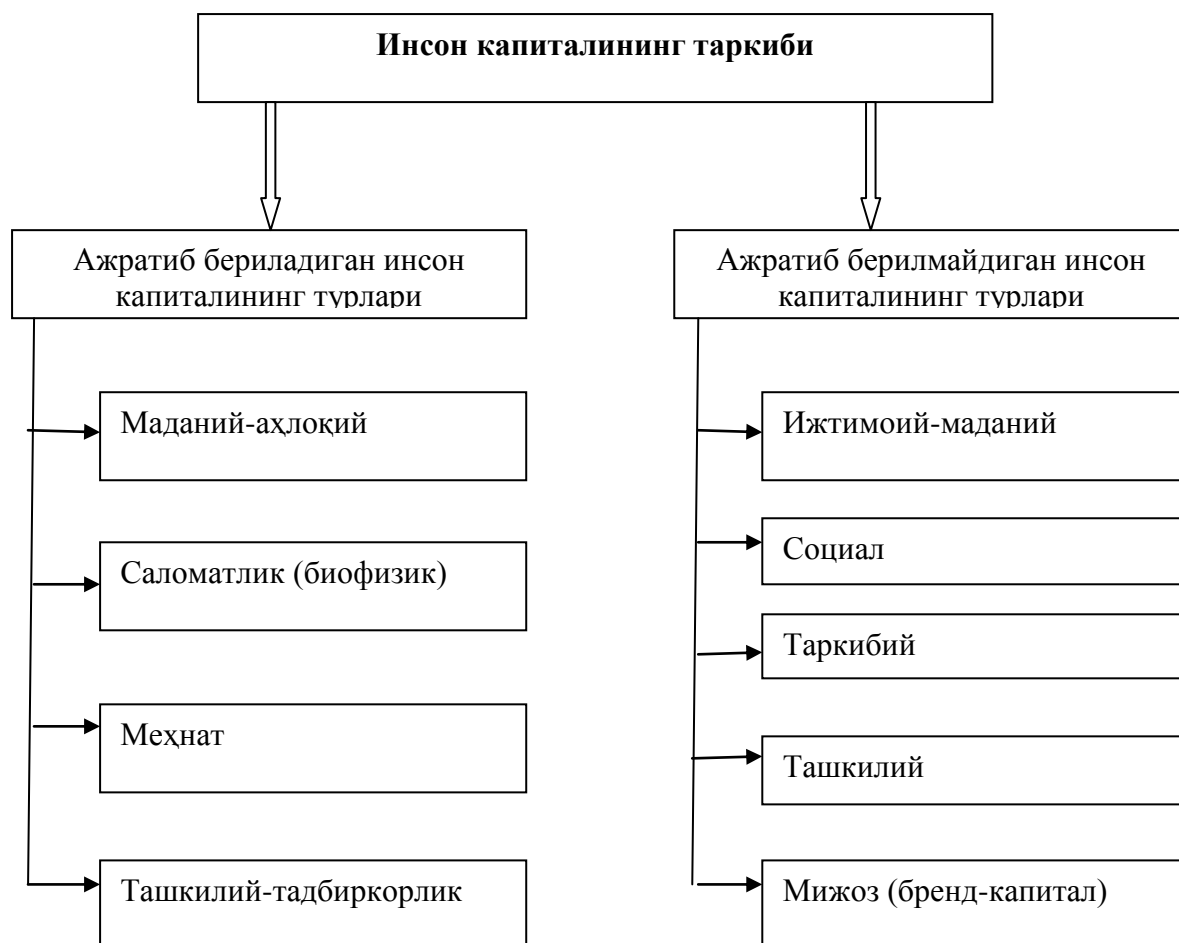 Инсон капиталининг таркиби
Ажратиб бериладиган инсон
капиталининг турлари
Маданий-аҳлоқий
Саломатлик (биофизик)
Меҳнат
Ташкилий-тадбиркорлик
Ажратиб берилмайдиган инсон
капиталининг турлари
Ижтимоий-маданий
Социал
Таркибий
Ташкилий
Мижоз (бренд-капитал)